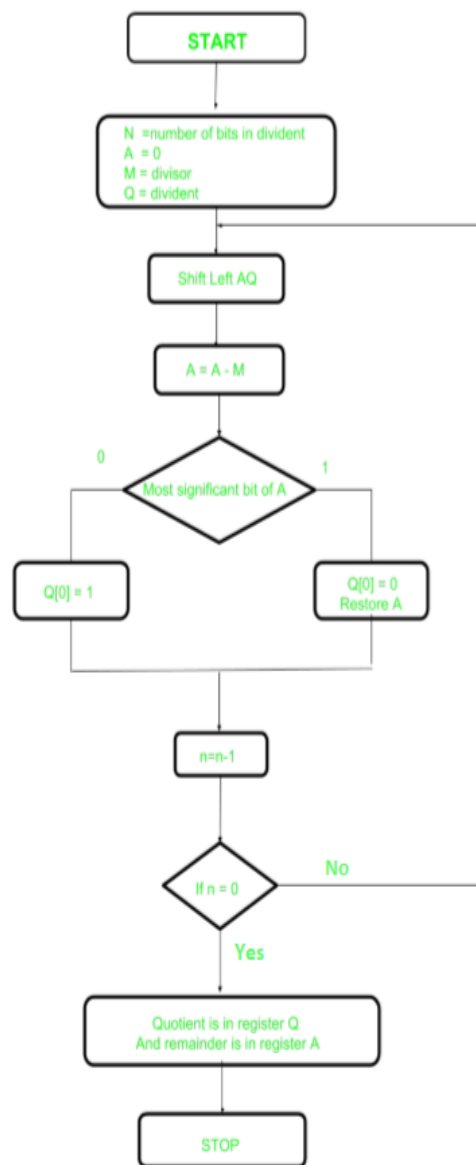 START
N =number of bits in divident
A = 0
M = divisor
Q = divident
Shift Left AQ
A = A - M
0
1
Most significant bit of A
Q[0] = 1
Q[0] = 0
Restore A
n=n-1
If n = 0
No
Yes
Quotient is in register Q
And remainder is in register A
STOP